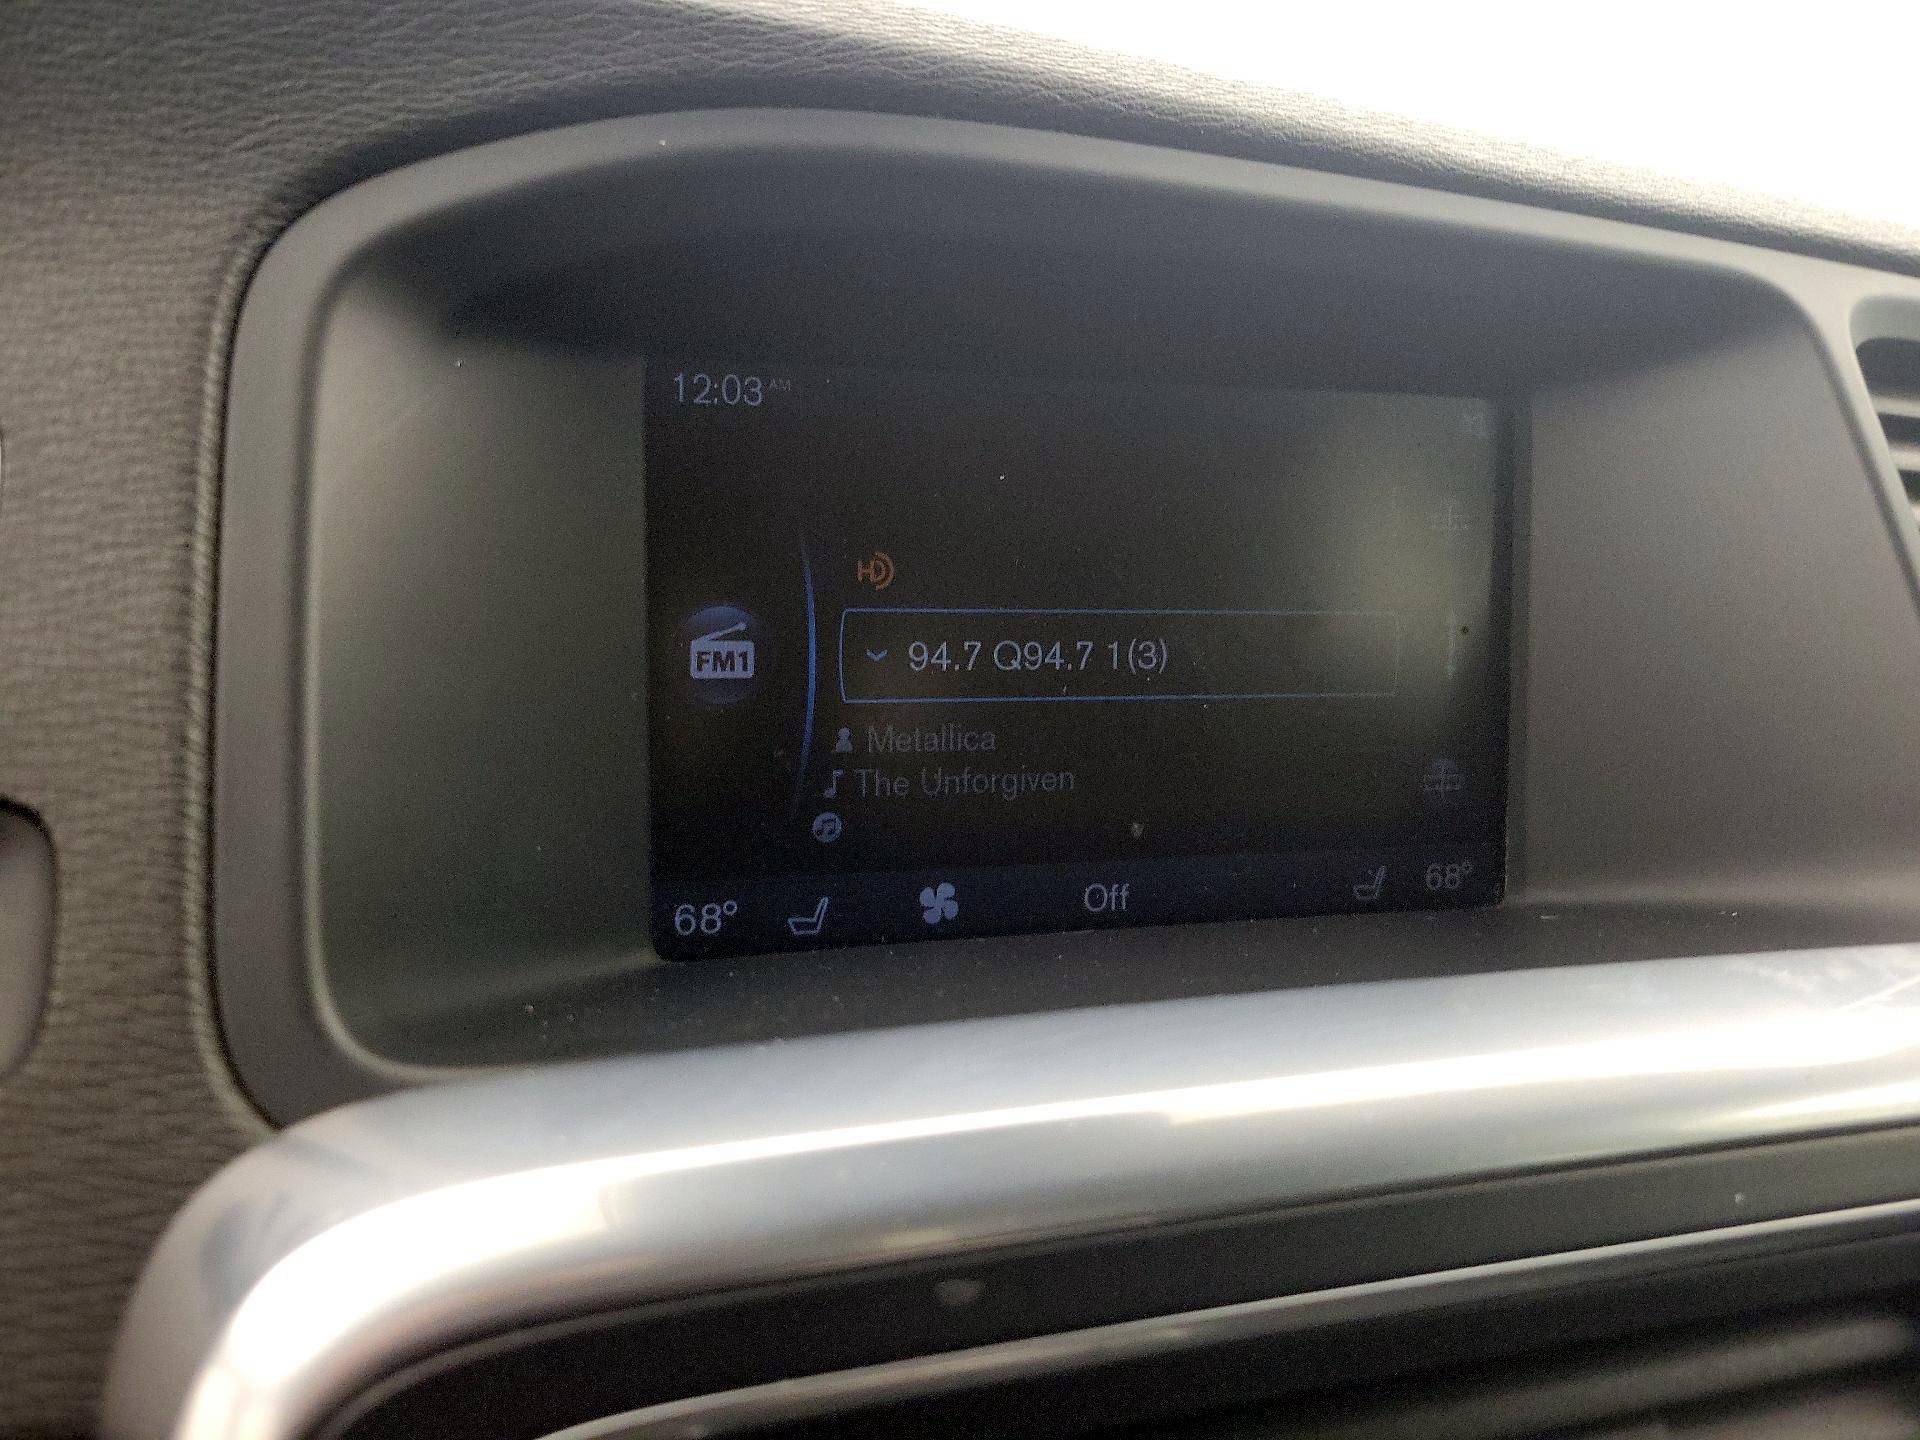 12:03 AM
HD
FM1
94.7 Q94.7 1(3)
Metallica
The Unforgiven
68° Off 68°